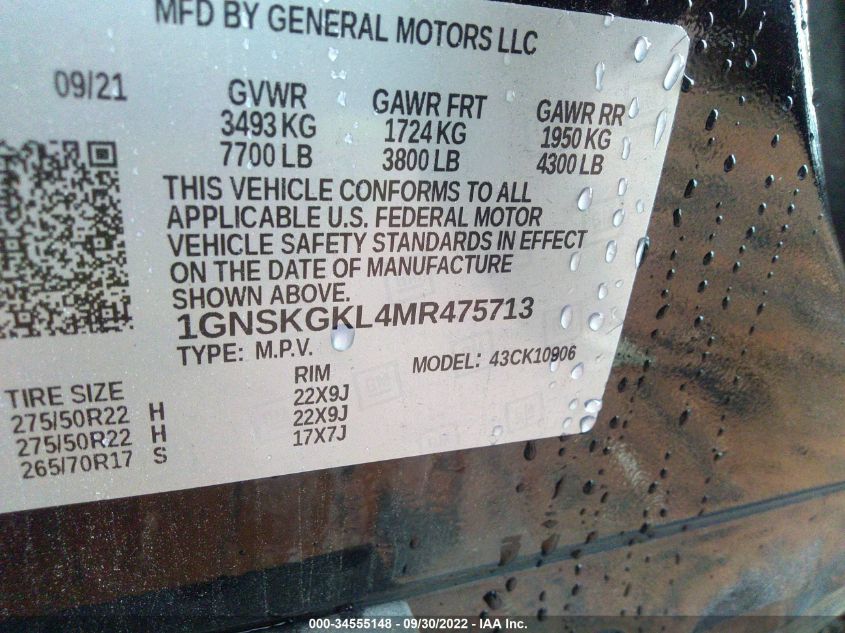 MFD BY GENERAL MOTORS LLC
09/21 GVWR GAWR FRT GAWR RR
3493 KG 1724 KG 1950 KG
7700 LB 3800 LB 4300 LB
THIS VEHICLE CONFORMS TO ALL
APPLICABLE U.S. FEDERAL MOTOR
VEHICLE SAFETY STANDARDS IN EFFECT
ON THE DATE OF MANUFACTURE
SHOWN ABOVE.
1GNSKGKL4MR475713
TYPE: M.P.V. MODEL: 43CK10906
TIRE SIZE RIM
275/50R22 H 22X9J
275/50R22 H 22X9J
265/70R17 S 17X7J
000-34555148 - 09/30/2022 - IAA Inc.